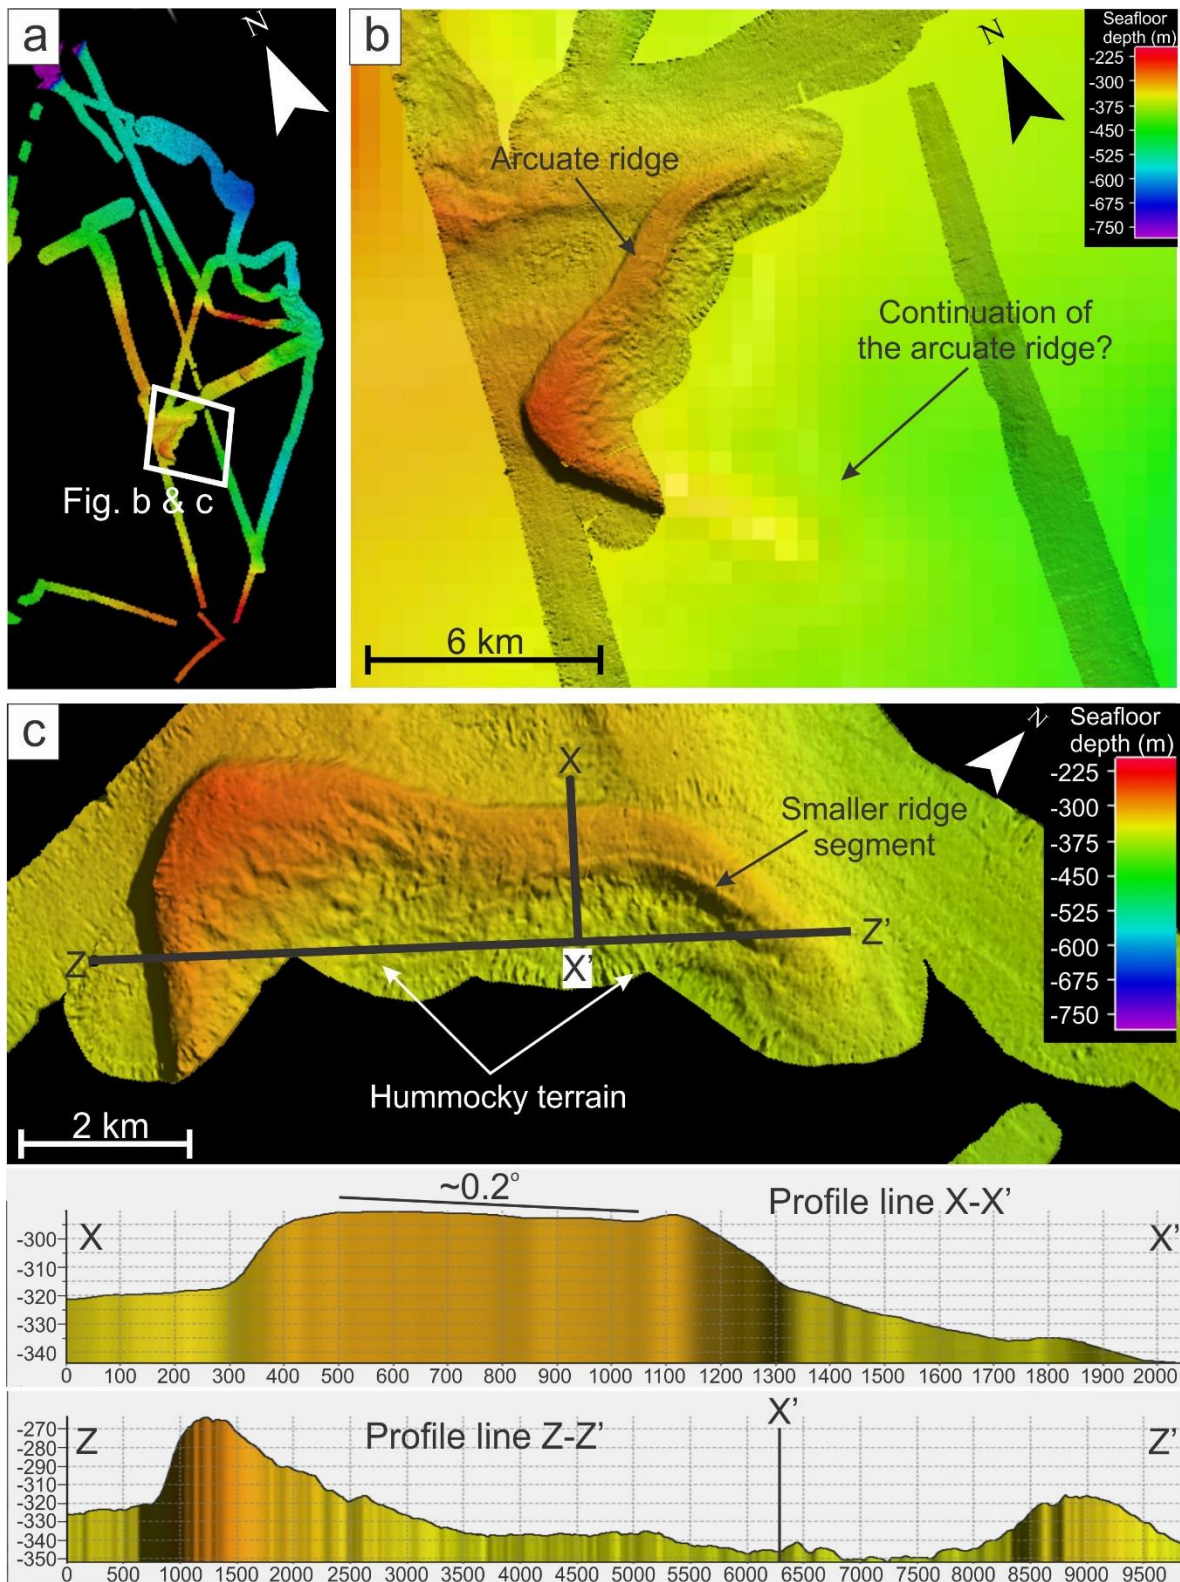 a
N
Fig. b & c
b
N
Seafloor
depth (m)
-225
-300
-375
-450
-525
-600
-675
-750
Arcuate ridge
Continuation of
the arcuate ridge?
6 km
c
N
Seafloor
depth (m)
-225
-300
-375
-450
-525
-600
-675
-750
X
Smaller ridge
segment
Z
Z'
X'
Hummocky terrain
2 km
~0.2°
Profile line X-X'
X
X'
-300
-310
-320
-330
-340
0 100 200 300 400 500 600 700 800 900 1000 1100 1200 1300 1400 1500 1600 1700 1800 1900 2000
X'
Z
Profile line Z-Z'
Z'
-270
-280
-290
-300
-310
-320
-330
-340
-350
0 500 1000 1500 2000 2500 3000 3500 4000 4500 5000 5500 6000 6500 7000 7500 8000 8500 9000 9500